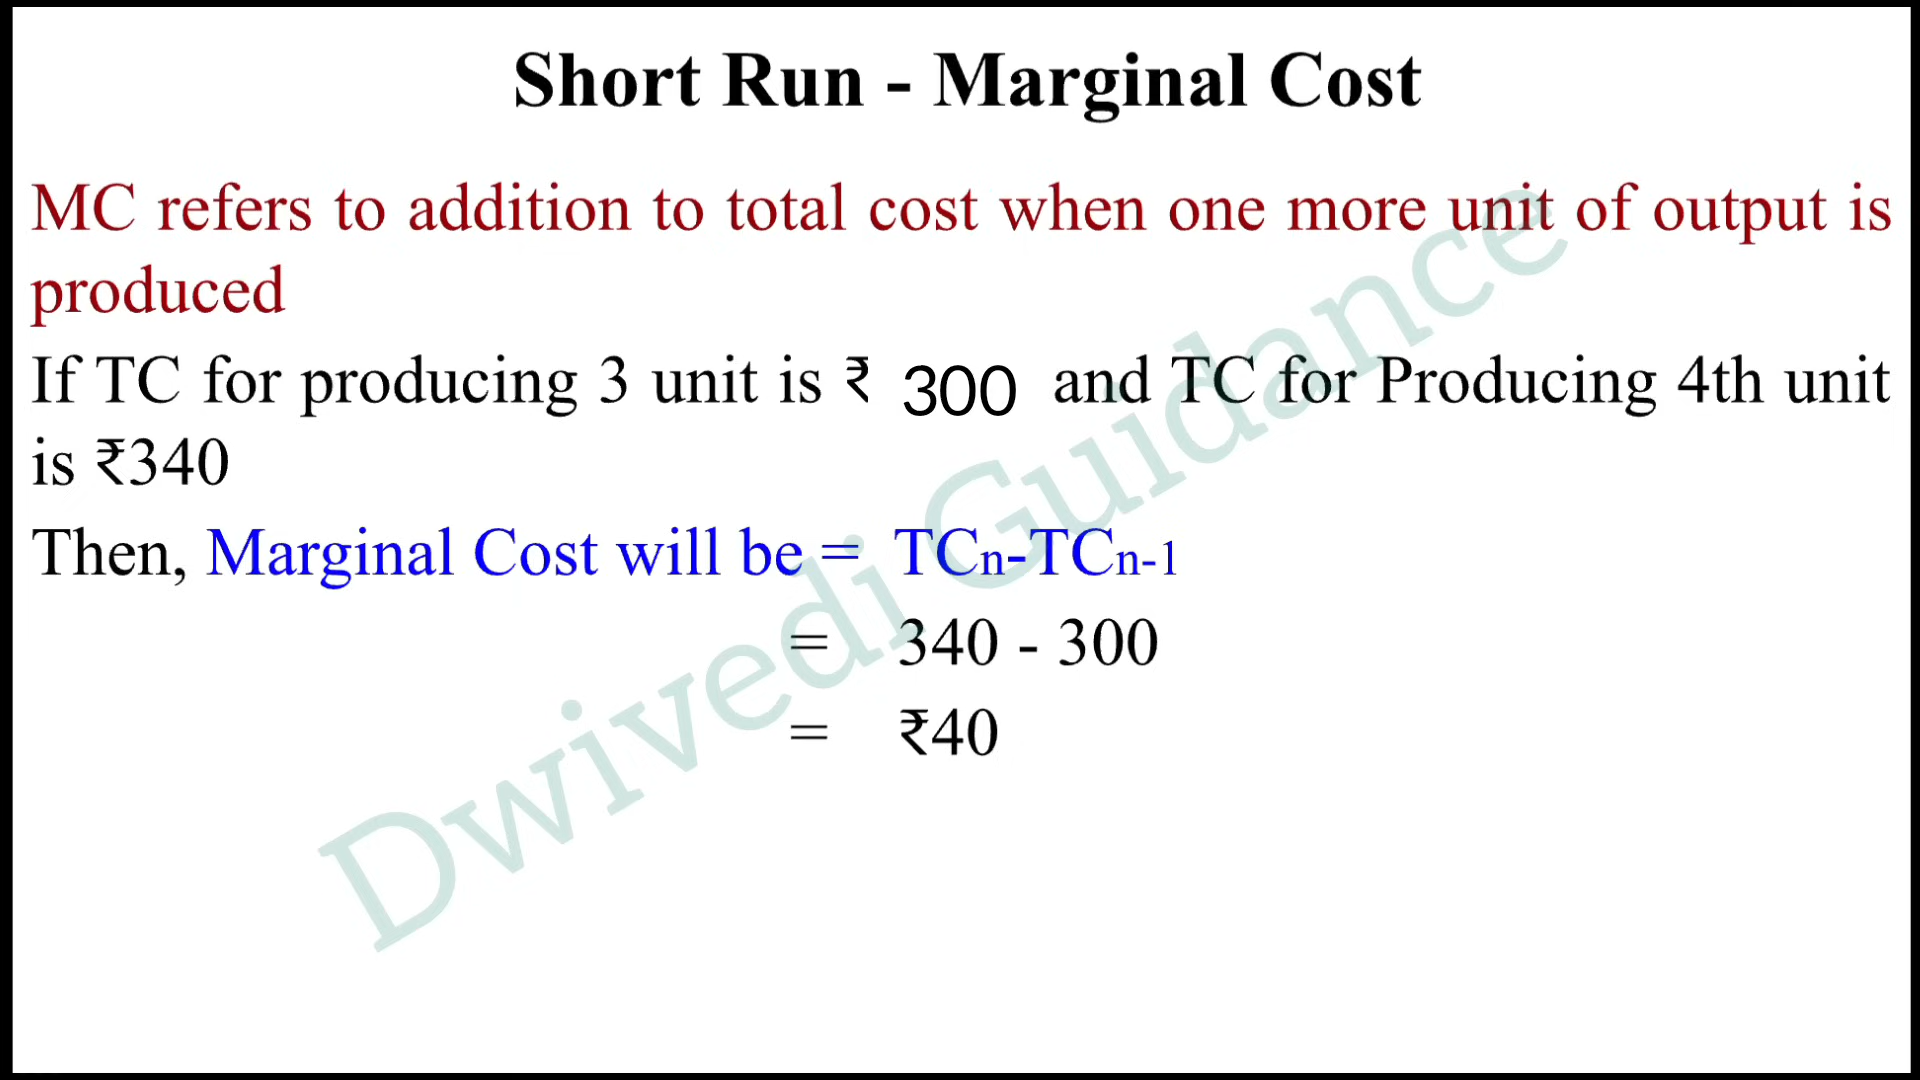 Short Run - Marginal Cost
MC refers to addition to total cost when one more unit of output is
produced
If TC for producing 3 unit is ₹ 300 and TC for Producing 4th unit
is ₹340
Then, Marginal Cost will be = TCn-TCn-1
= 340 - 300
= ₹40
Dwivedi Guidance